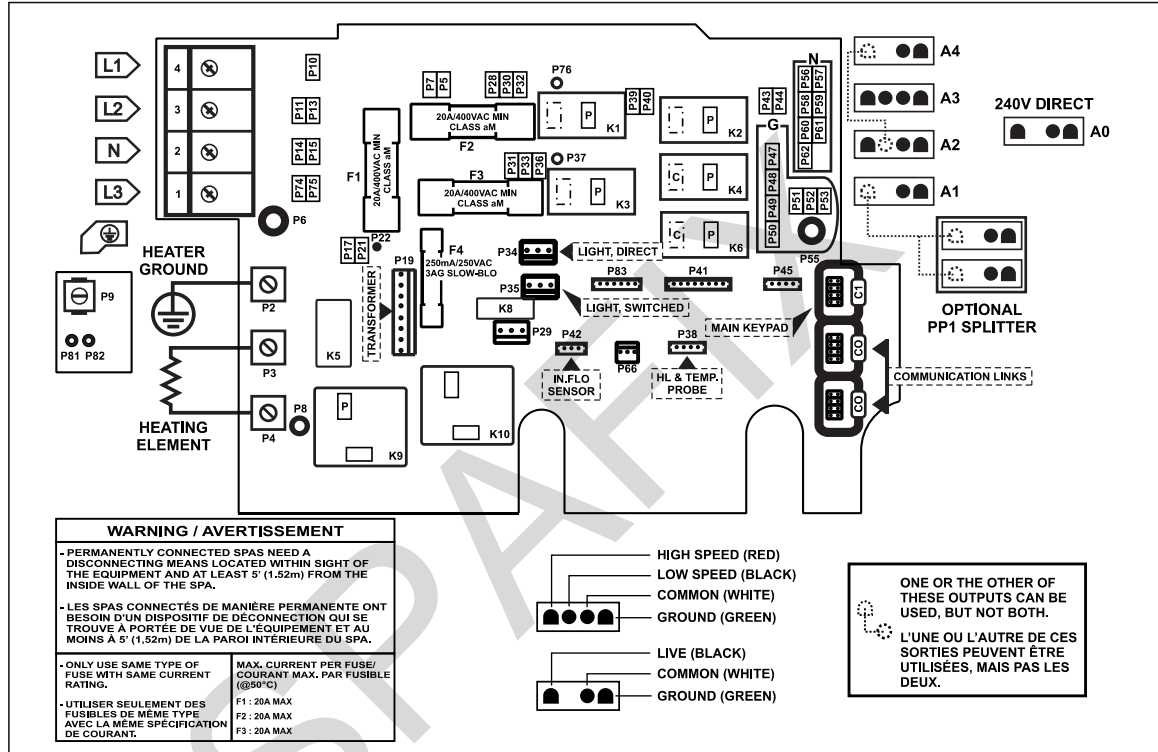 L1
L2
N
L3
4
3
2
1
P10
P11 P13
P14 P15
P74 P75
P6
P7 P5
P28 P30 P32
P76
P39 P40
20A/400VAC MIN
CLASS aM
F2
P
K1
P
K2
F1
20A/400VAC MIN
CLASS aM
P31 P33 P36
P37
20A/400VAC MIN
CLASS aM
F3
P
K3
C P
K4
C P
K6
P43 P44
G
P47
P48
P49
P50
N
P56 P57
P58 P59
P60 P61
P62
P51 P52 P53
P55
P17 P21
P22
P19
TRANSFORMER
F4
250mA/250VAC
3AG SLOW-BLO
P34
LIGHT, DIRECT
P35
LIGHT, SWITCHED
K8
P29
P83
P41
P45
MAIN KEYPAD
P42
IN.FLO
SENSOR
P66
P38
HL & TEMP.
PROBE
C1
CO
CO
COMMUNICATION LINKS
HEATER
GROUND
P9
P81 P82
P2
P3
P4
P8
HEATING
ELEMENT
K5
P
K9
K10
A4
A3
A2
A1
240V DIRECT
A0
OPTIONAL
PP1 SPLITTER
WARNING / AVERTISSEMENT
- PERMANENTLY CONNECTED SPAS NEED A
DISCONNECTING MEANS LOCATED WITHIN SIGHT OF
THE EQUIPMENT AND AT LEAST 5' (1.52m) FROM THE
INSIDE WALL OF THE SPA.
- LES SPAS CONNECTÉS DE MANIÈRE PERMANENTE ONT
BESOIN D'UN DISPOSITIF DE DÉCONNECTION QUI SE
TROUVE À PORTÉE DE VUE DE L'ÉQUIPEMENT ET AU
MOINS À 5' (1,52m) DE LA PAROI INTÉRIEURE DU SPA.
- ONLY USE SAME TYPE OF
FUSE WITH SAME CURRENT
RATING.
- UTILISER SEULEMENT DES
FUSIBLES DE MÊME TYPE
AVEC LA MÊME SPÉCIFICATION
DE COURANT.
MAX. CURRENT PER FUSE/
COURANT MAX. PAR FUSIBLE
(@50°C)
F1 : 20A MAX
F2 : 20A MAX
F3 : 20A MAX
HIGH SPEED (RED)
LOW SPEED (BLACK)
COMMON (WHITE)
GROUND (GREEN)
LIVE (BLACK)
COMMON (WHITE)
GROUND (GREEN)
ONE OR THE OTHER OF
THESE OUTPUTS CAN BE
USED, BUT NOT BOTH.
L'UNE OU L'AUTRE DE CES
SORTIES PEUVENT ÊTRE
UTILISÉES, MAIS PAS LES
DEUX.
SPAFIX